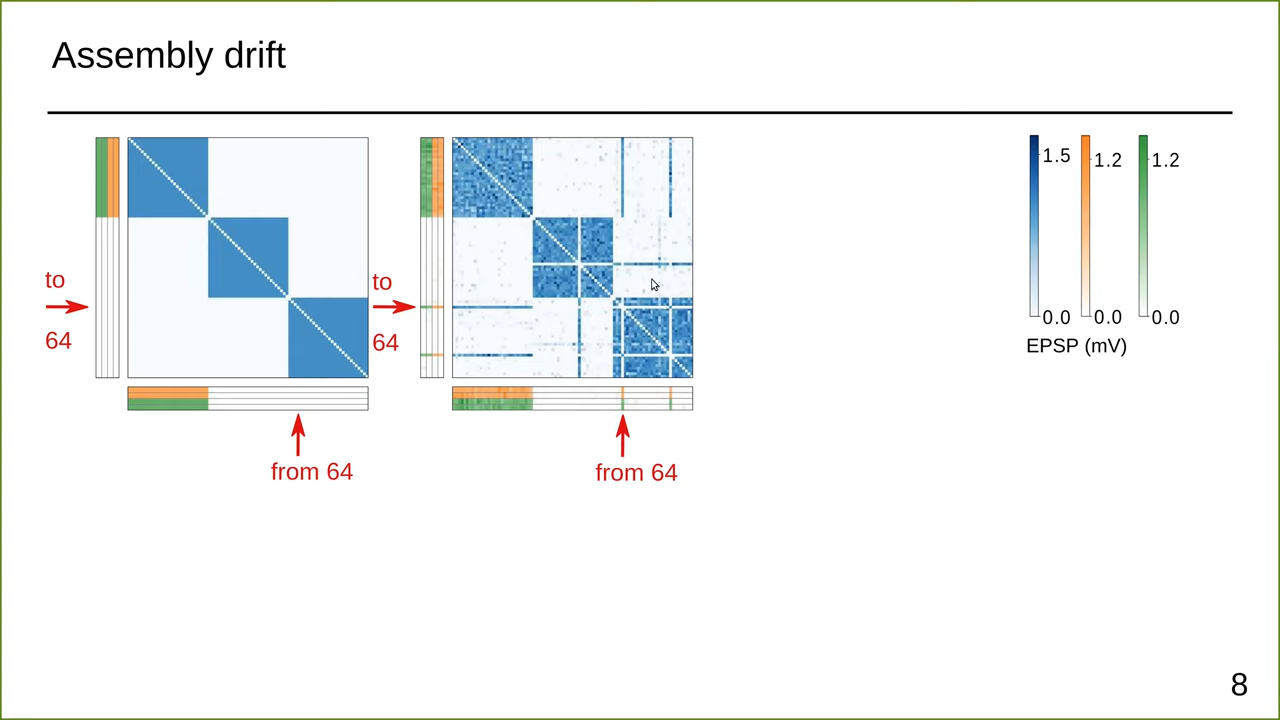 Assembly drift
to
64
from 64
to
64
from 64
1.5
0.0
1.2
0.0
1.2
0.0
EPSP (mV)
8